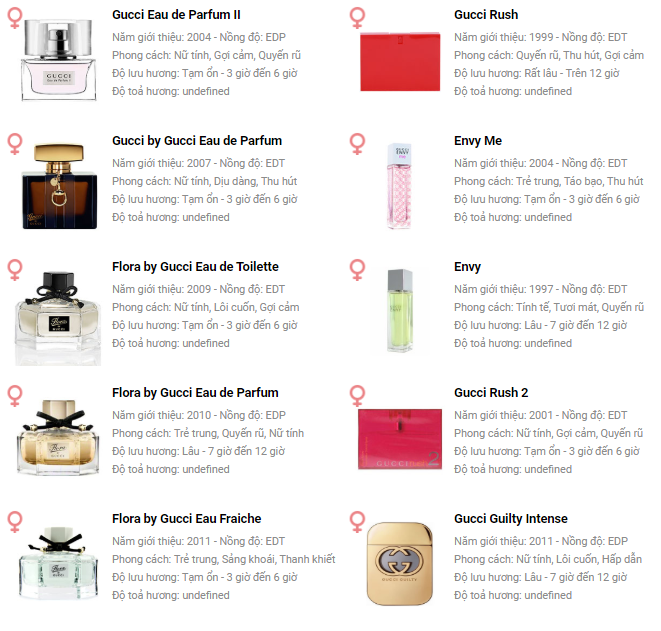 Gucci Eau de Parfum II
Năm giới thiệu: 2004 - Nồng độ: EDP
Phong cách: Nữ tính, Gợi cảm, Quyến rũ
Độ lưu hương: Tạm ổn - 3 giờ đến 6 giờ
Độ toả hương: undefined
GUCCI
Gucci Rush
Năm giới thiệu: 1999 - Nồng độ: EDT
Phong cách: Quyến rũ, Thu hút, Gợi cảm
Độ lưu hương: Rất lâu - Trên 12 giờ
Độ toả hương: undefined
Gucci by Gucci Eau de Parfum
Năm giới thiệu: 2007 - Nồng độ: EDT
Phong cách: Nữ tính, Dịu dàng, Thu hút
Độ lưu hương: Tạm ổn - 3 giờ đến 6 giờ
Độ toả hương: undefined
Envy Me
Năm giới thiệu: 2004 - Nồng độ: EDT
Phong cách: Trẻ trung, Táo bạo, Thu hút
Độ lưu hương: Tạm ổn - 3 giờ đến 6 giờ
Độ toả hương: undefined
Flora by Gucci Eau de Toilette
Năm giới thiệu: 2009 - Nồng độ: EDT
Phong cách: Nữ tính, Lôi cuốn, Gợi cảm
Độ lưu hương: Tạm ổn - 3 giờ đến 6 giờ
Độ toả hương: undefined
Envy
Năm giới thiệu: 1997 - Nồng độ: EDT
Phong cách: Tinh tế, Tươi mát, Quyến rũ
Độ lưu hương: Lâu - 7 giờ đến 12 giờ
Độ toả hương: undefined
Flora by Gucci Eau de Parfum
Năm giới thiệu: 2010 - Nồng độ: EDP
Phong cách: Trẻ trung, Quyến rũ, Nữ tính
Độ lưu hương: Lâu - 7 giờ đến 12 giờ
Độ toả hương: undefined
Gucci Rush 2
Năm giới thiệu: 2001 - Nồng độ: EDT
Phong cách: Nữ tính, Gợi cảm, Quyến rũ
Độ lưu hương: Tạm ổn - 3 giờ đến 6 giờ
Độ toả hương: undefined
GUCCI 2
Flora by Gucci Eau Fraiche
Năm giới thiệu: 2011 - Nồng độ: EDT
Phong cách: Trẻ trung, Sảng khoái, Thanh khiết
Độ lưu hương: Tạm ổn - 3 giờ đến 6 giờ
Độ toả hương: undefined
Gucci Guilty Intense
Năm giới thiệu: 2011 - Nồng độ: EDP
Phong cách: Nữ tính, Lôi cuốn, Hấp dẫn
Độ lưu hương: Lâu - 7 giờ đến 12 giờ
Độ toả hương: undefined